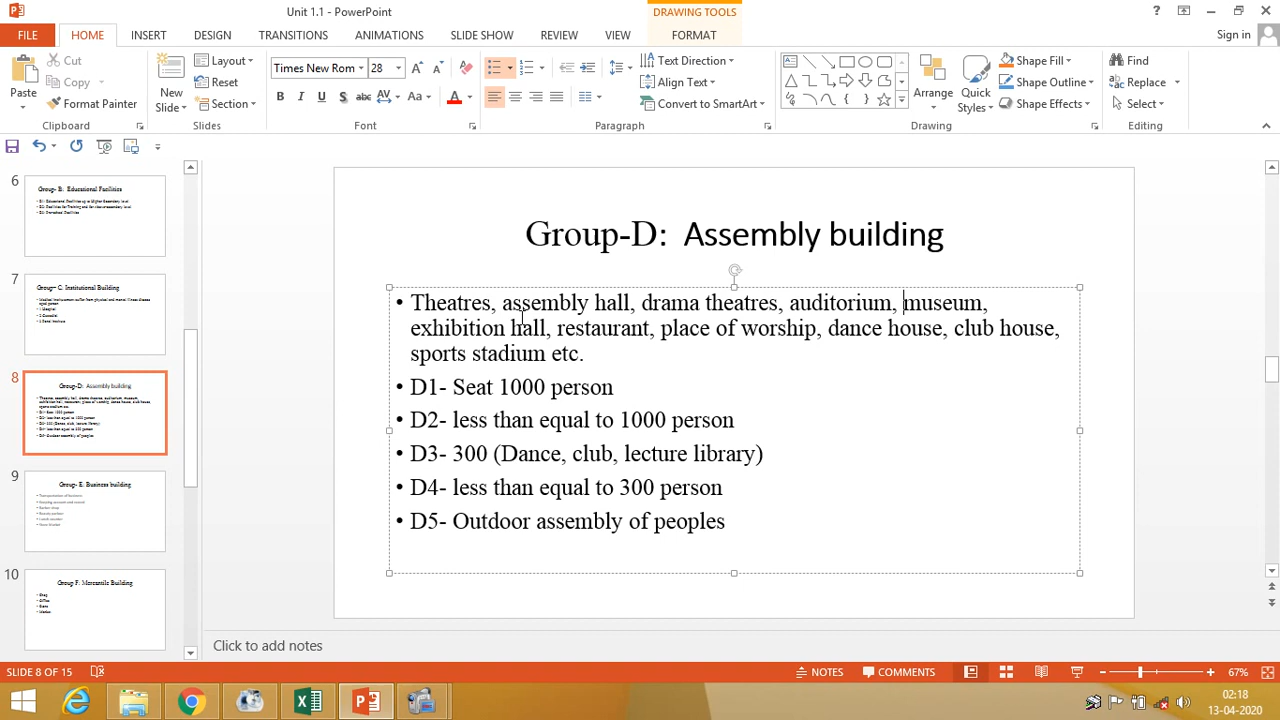 Unit 1.1 - PowerPoint
DRAWING TOOLS
?
FILE HOME INSERT DESIGN TRANSITIONS ANIMATIONS SLIDE SHOW REVIEW VIEW FORMAT Sign in
Paste
Cut
Copy
Format Painter
Clipboard
New
Slide
Layout
Reset
Section
Slides
Times New Rom 28
B I U S abc AV Aa A
Font
Text Direction
Align Text
Convert to SmartArt
Paragraph
Arrange
Quick
Styles
Shape Fill
Shape Outline
Shape Effects
Drawing
Find
Replace
Select
Editing
6
Group- B: Educational Facilities
7
Group- C: Institutional Building
8
Group-D: Assembly building
9
Group- E. Business building
10
Group F: Mercantile Building
Group-D: Assembly building
• Theatres, assembly hall, drama theatres, auditorium, museum,
exhibition hall, restaurant, place of worship, dance house, club house,
sports stadium etc.
• D1- Seat 1000 person
• D2- less than equal to 1000 person
• D3- 300 (Dance, club, lecture library)
• D4- less than equal to 300 person
• D5- Outdoor assembly of peoples
Click to add notes
SLIDE 8 OF 15 NOTES COMMENTS 67%
02:18
13-04-2020